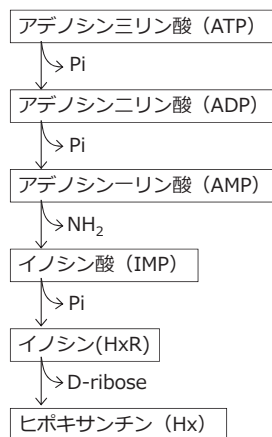 アデノシン三リン酸（ATP）
Pi
アデノシン二リン酸（ADP）
Pi
アデノシン一リン酸（AMP）
NH₂
イノシン酸（IMP）
Pi
イノシン(HxR)
D-ribose
ヒポキサンチン（Hx）